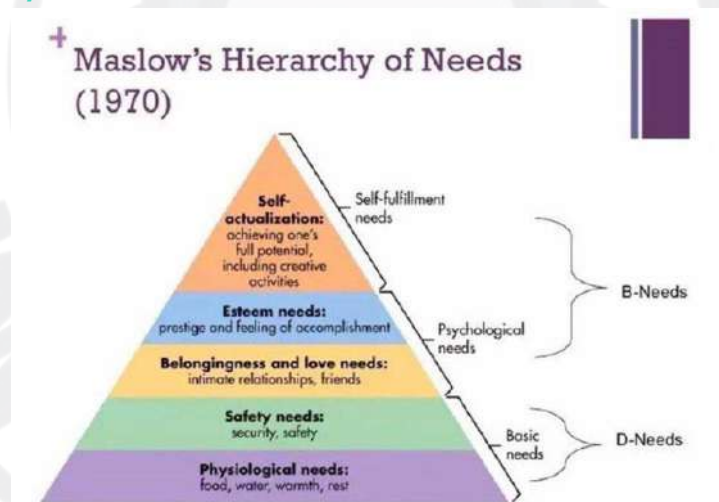 +
Maslow's Hierarchy of Needs
(1970)
Self-
actualization:
achieving one's
full potential,
including creative
activities
Self-fulfillment
needs
Esteem needs:
prestige and feeling of accomplishment
Belongingness and love needs:
intimate relationships, friends
Psychological
needs
B-Needs
Safety needs:
security, safety
Physiological needs:
food, water, warmth, rest
Basic
needs
D-Needs